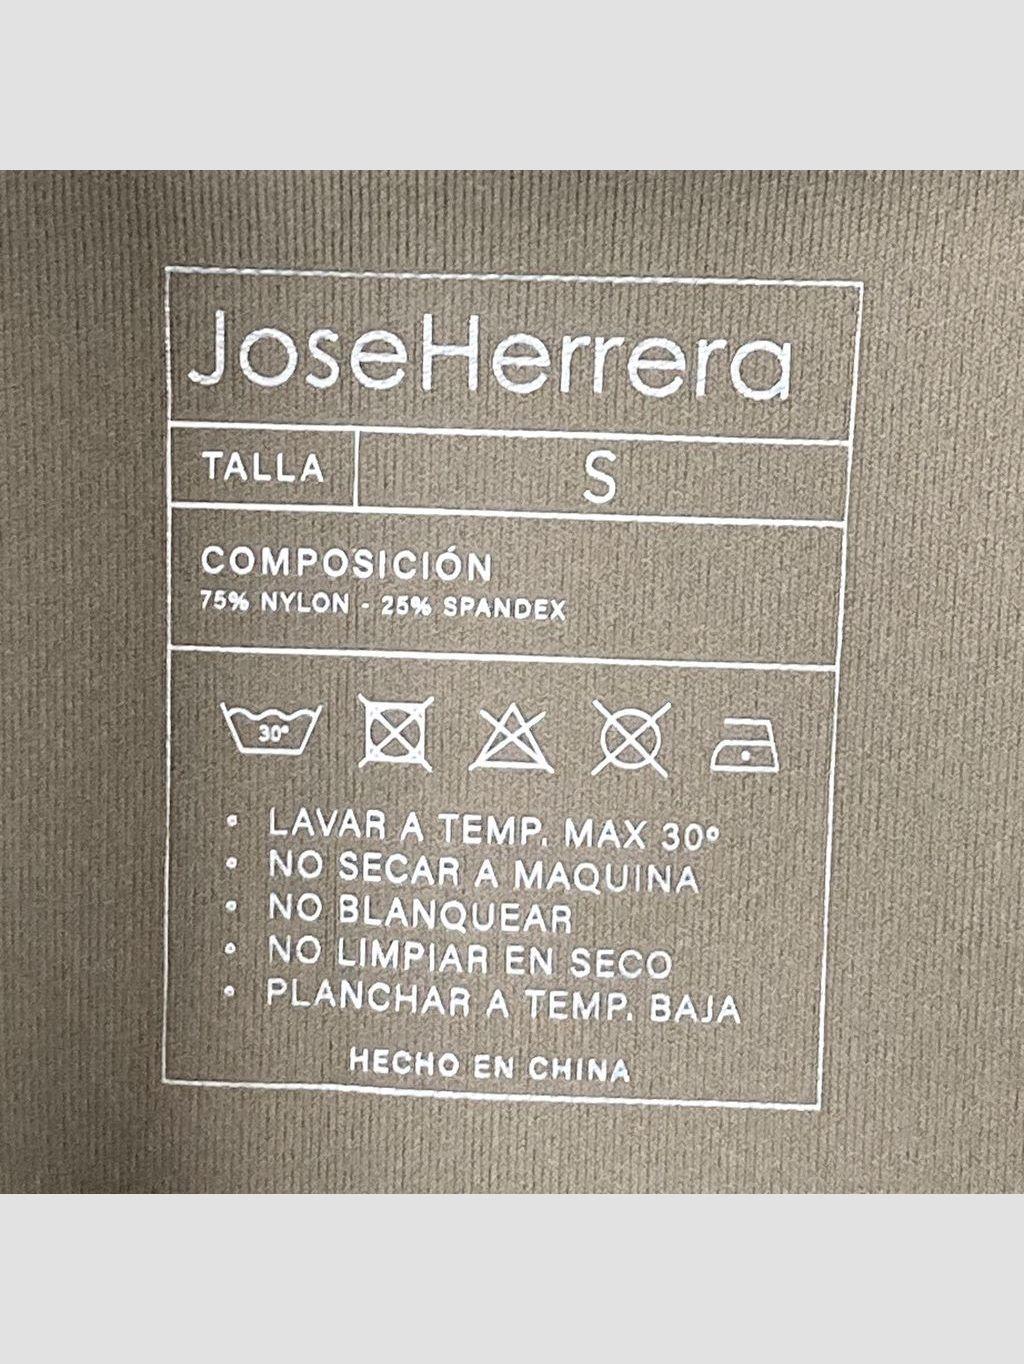 JoseHerrera
TALLA S
COMPOSICIÓN
75% NYLON - 25% SPANDEX
30°
• LAVAR A TEMP. MAX 30º
• NO SECAR A MAQUINA
• NO BLANQUEAR
• NO LIMPIAR EN SECO
• PLANCHAR A TEMP. BAJA
HECHO EN CHINA